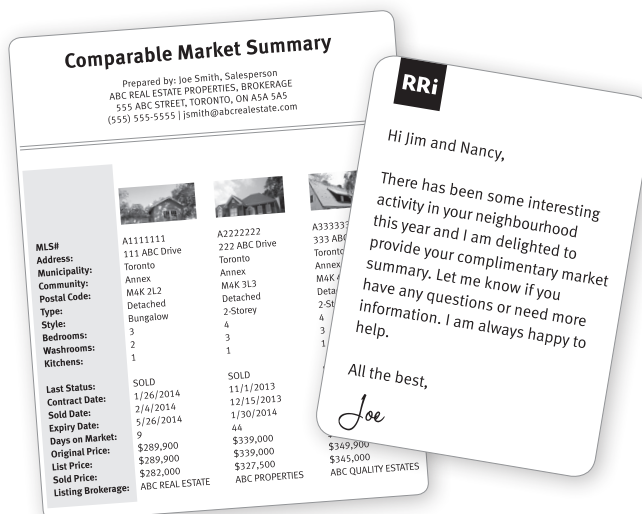 Comparable Market Summary
Prepared by: Joe Smith, Salesperson
ABC REAL ESTATE PROPERTIES, BROKERAGE
555 ABC STREET, TORONTO, ON A5A 5A5
(555) 555-5555 | jsmith@abcrealestate.com
MLS# A1111111 A2222222 A333333
Address: 111 ABC Drive 222 ABC Drive 333 ABC
Municipality: Toronto Toronto Toronto
Community: Annex Annex Annex
Postal Code: M4K 2L2 M4K 3L3 M4K
Type: Detached Detached Deta
Style: Bungalow 2-Storey 2-St
Bedrooms: 3 4 4
Washrooms: 2 3 3
Kitchens: 1 1 1
Last Status: SOLD SOLD
Contract Date: 1/26/2014 11/1/2013
Sold Date: 2/4/2014 12/15/2013
Expiry Date: 5/26/2014 1/30/2014
Days on Market: 9 44
Original Price: $289,900 $339,000 $349,900
List Price: $289,900 $339,000 $345,000
Sold Price: $282,000 $327,500
Listing Brokerage: ABC REAL ESTATE ABC PROPERTIES ABC QUALITY ESTATES
RRi
Hi Jim and Nancy,
There has been some interesting
activity in your neighbourhood
this year and I am delighted to
provide your complimentary market
summary. Let me know if you
have any questions or need more
information. I am always happy to
help.
All the best,
Joe